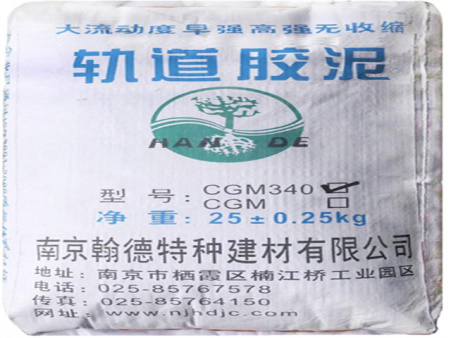 大流动度早强高强无收缩
轨道胶泥
HAN DE
型号:CGM340
CGM
净重:25±0.25kg
南京翰德特种建材有限公司
地址:南京市栖霞区楠江桥工业园区
电话:025-85767578
传真:025-85764150
网址:www.njhdjc.com